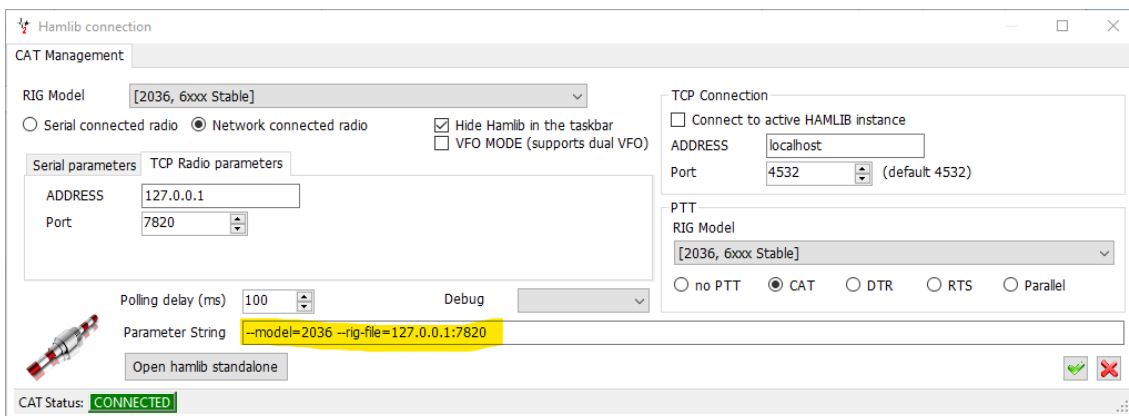 Hamlib connection
CAT Management
RIG Model [2036, 6xxx Stable]
Serial connected radio Network connected radio
Hide Hamlib in the taskbar
VFO MODE (supports dual VFO)
Serial parameters TCP Radio parameters
ADDRESS 127.0.0.1
Port 7820
TCP Connection
Connect to active HAMLIB instance
ADDRESS localhost
Port 4532 (default 4532)
PTT
RIG Model
[2036, 6xxx Stable]
no PTT CAT DTR RTS Parallel
Polling delay (ms) 100 Debug
Parameter String --model=2036 --rig-file=127.0.0.1:7820
Open hamlib standalone
CAT Status: CONNECTED